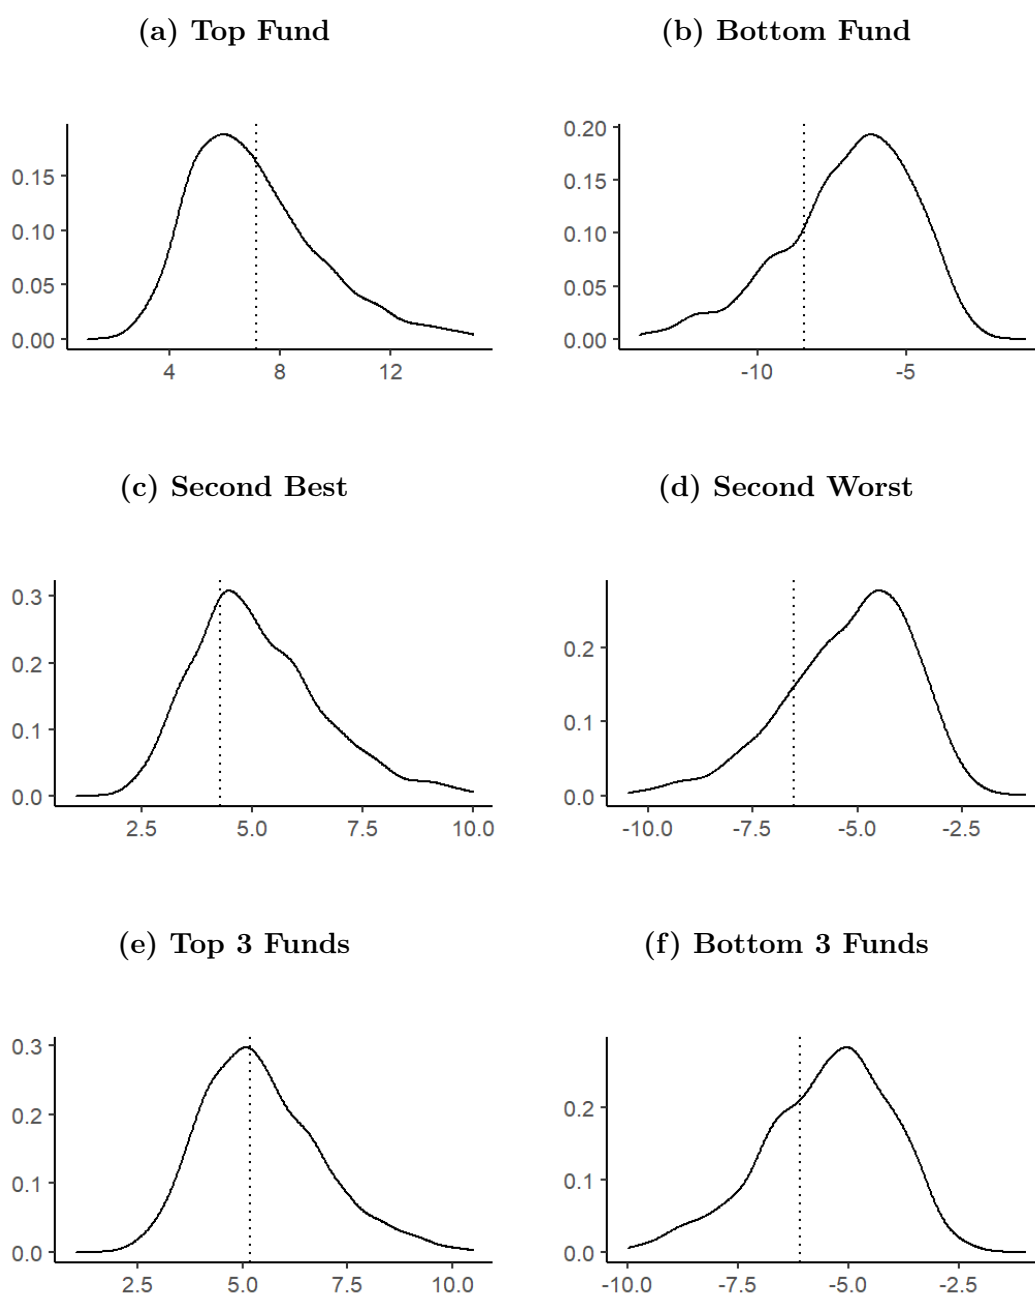 (a) Top Fund
(b) Bottom Fund
0.15
0.10
0.05
0.00
4 8 12
0.20
0.15
0.10
0.05
0.00
-10 -5
(c) Second Best
(d) Second Worst
0.3
0.2
0.1
0.0
2.5 5.0 7.5 10.0
0.2
0.1
0.0
-10.0 -7.5 -5.0 -2.5
(e) Top 3 Funds
(f) Bottom 3 Funds
0.3
0.2
0.1
0.0
2.5 5.0 7.5 10.0
0.2
0.1
0.0
-10.0 -7.5 -5.0 -2.5